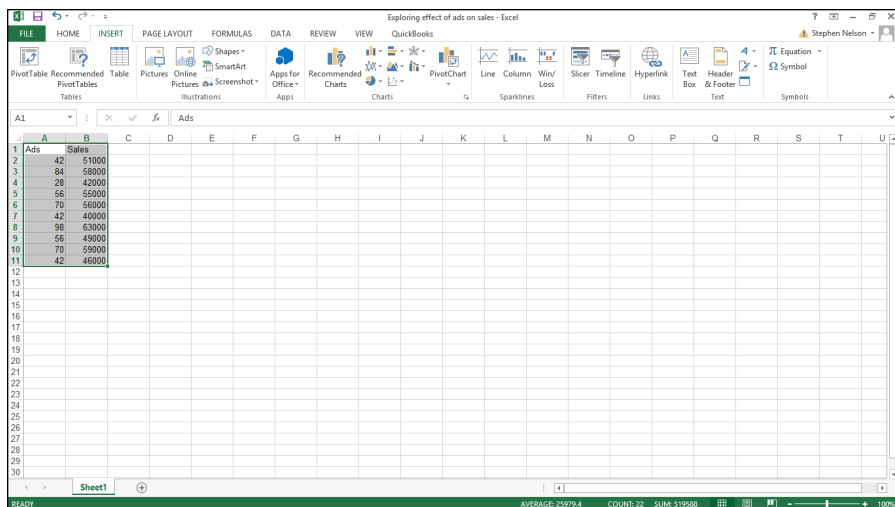 Exploring effect of ads on sales - Excel
?
FILE HOME INSERT PAGE LAYOUT FORMULAS DATA REVIEW VIEW QuickBooks
Stephen Nelson
PivotTable Recommended PivotTables Table
Pictures Online Pictures Shapes SmartArt Screenshot
Apps for Office
Recommended Charts
PivotChart
Line Column Win/Loss
Slicer Timeline
Hyperlink
Text Box Header & Footer
π Equation
Ω Symbol
Tables Illustrations Apps Charts Sparklines Filters Links Text Symbols
A1 fx Ads
A B C D E F G H I J K L M N O P Q R S T U
1 Ads Sales
2 42 51000
3 84 58000
4 28 42000
5 56 55000
6 70 56000
7 42 40000
8 98 63000
9 56 49000
10 70 59000
11 42 46000
12
13
14
15
16
17
18
19
20
21
22
23
24
25
26
27
28
29
30
Sheet1
READY AVERAGE: 25979.4 COUNT: 22 SUM: 519588 100%